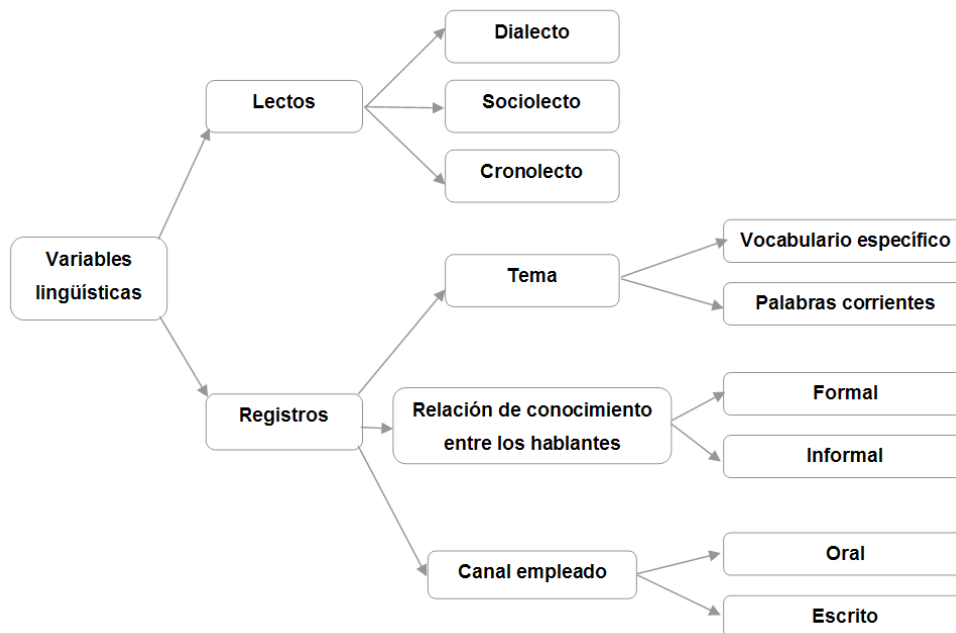 Variables
lingüísticas
Lectos
Dialecto
Sociolecto
Cronolecto
Registros
Tema
Vocabulario específico
Palabras corrientes
Relación de conocimiento
entre los hablantes
Formal
Informal
Canal empleado
Oral
Escrito